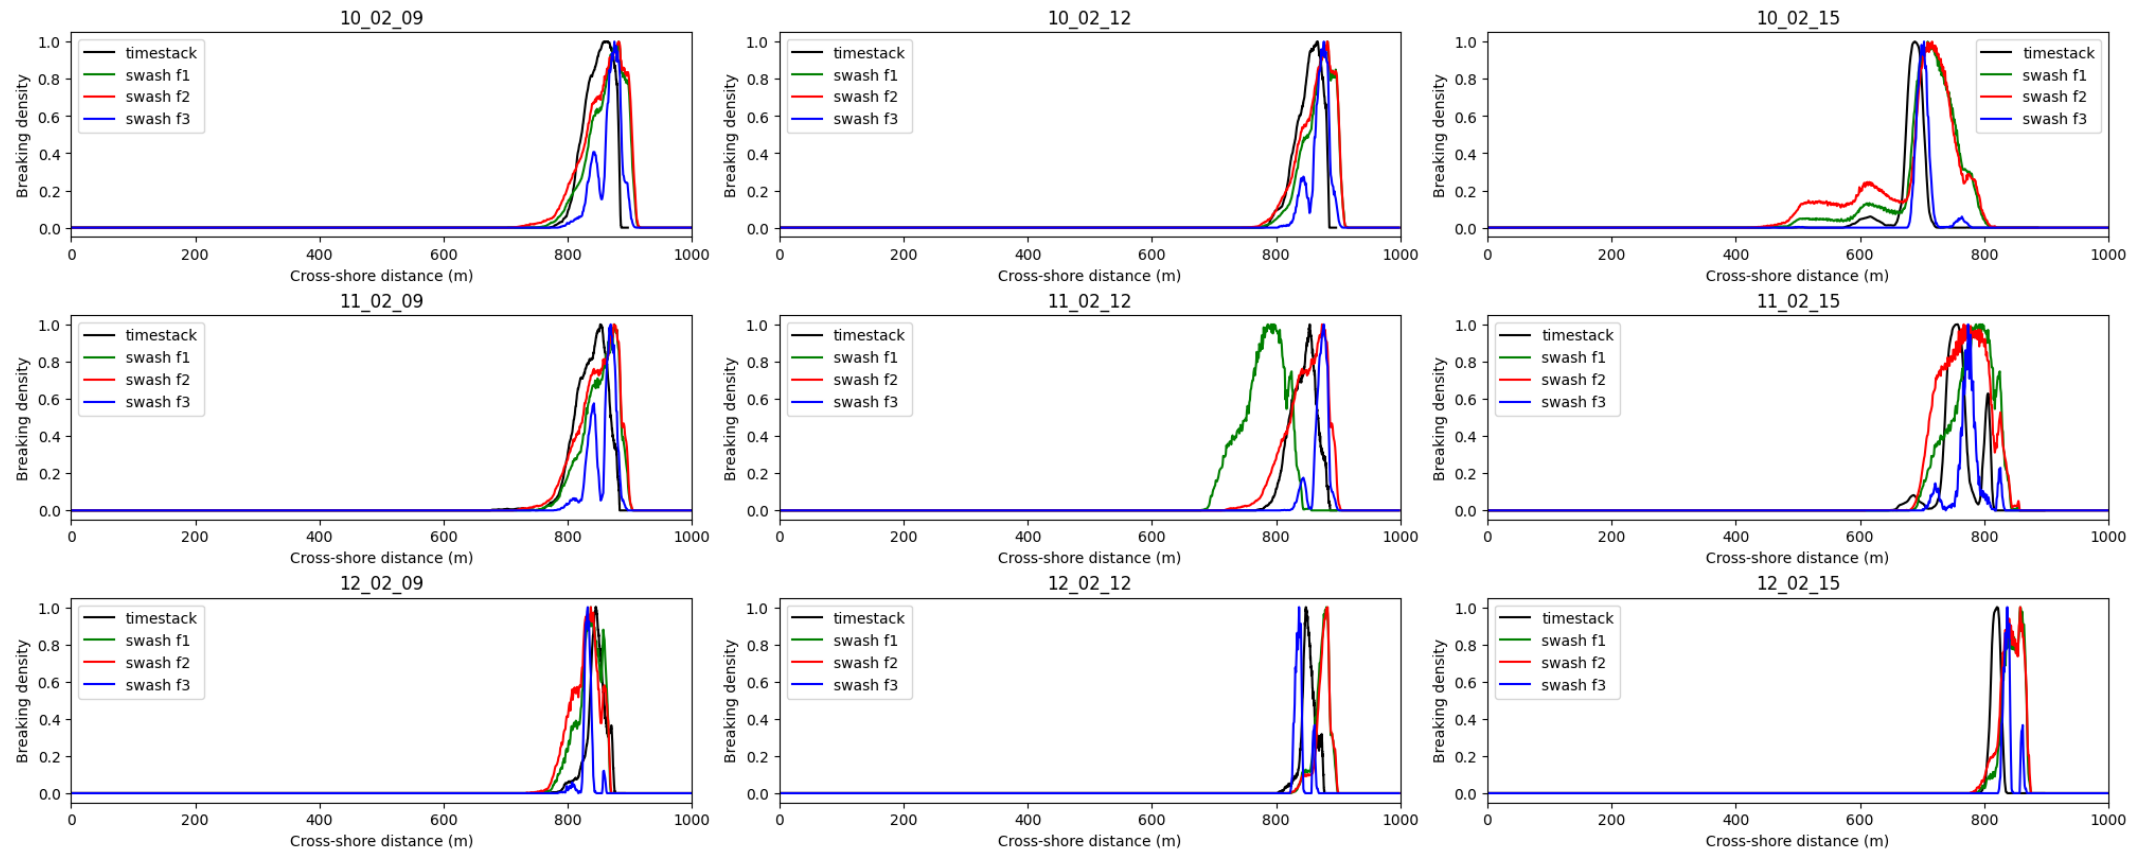 10_02_09
1.0
0.8
0.6
0.4
0.2
0.0
Breaking density
timestack
swash f1
swash f2
swash f3
0 200 400 600 800 1000
Cross-shore distance (m)
10_02_12
1.0
0.8
0.6
0.4
0.2
0.0
Breaking density
timestack
swash f1
swash f2
swash f3
0 200 400 600 800 1000
Cross-shore distance (m)
10_02_15
1.0
0.8
0.6
0.4
0.2
0.0
Breaking density
timestack
swash f1
swash f2
swash f3
0 200 400 600 800 1000
Cross-shore distance (m)
11_02_09
1.0
0.8
0.6
0.4
0.2
0.0
Breaking density
timestack
swash f1
swash f2
swash f3
0 200 400 600 800 1000
Cross-shore distance (m)
11_02_12
1.0
0.8
0.6
0.4
0.2
0.0
Breaking density
timestack
swash f1
swash f2
swash f3
0 200 400 600 800 1000
Cross-shore distance (m)
11_02_15
1.0
0.8
0.6
0.4
0.2
0.0
Breaking density
timestack
swash f1
swash f2
swash f3
0 200 400 600 800 1000
Cross-shore distance (m)
12_02_09
1.0
0.8
0.6
0.4
0.2
0.0
Breaking density
timestack
swash f1
swash f2
swash f3
0 200 400 600 800 1000
Cross-shore distance (m)
12_02_12
1.0
0.8
0.6
0.4
0.2
0.0
Breaking density
timestack
swash f1
swash f2
swash f3
0 200 400 600 800 1000
Cross-shore distance (m)
12_02_15
1.0
0.8
0.6
0.4
0.2
0.0
Breaking density
timestack
swash f1
swash f2
swash f3
0 200 400 600 800 1000
Cross-shore distance (m)